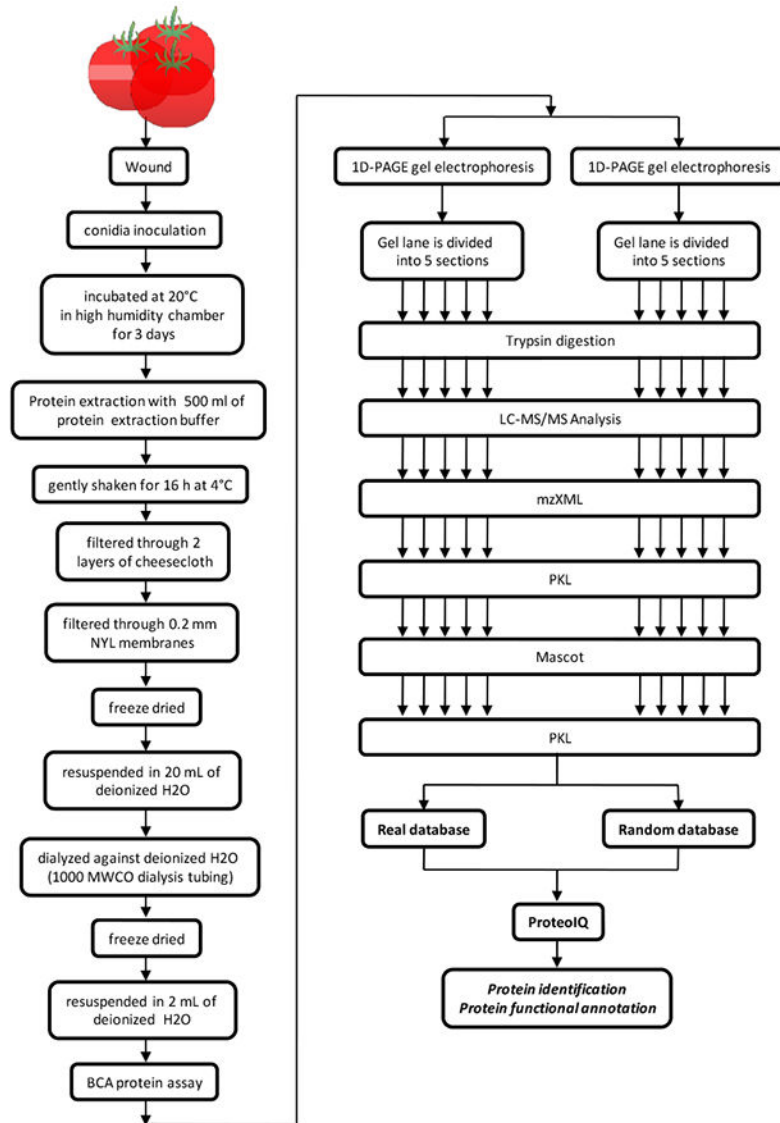 Wound
conidia inoculation
incubated at 20°C
in high humidity chamber
for 3 days
Protein extraction with 500 ml of
protein extraction buffer
gently shaken for 16 h at 4°C
filtered through 2
layers of cheesecloth
filtered through 0.2 mm
NYL membranes
freeze dried
resuspended in 20 mL of
deionized H2O
dialyzed against deionized H2O
(1000 MWCO dialysis tubing)
freeze dried
resuspended in 2 mL of
deionized H2O
BCA protein assay
1D-PAGE gel electrophoresis
1D-PAGE gel electrophoresis
Gel lane is divided
into 5 sections
Gel lane is divided
into 5 sections
Trypsin digestion
LC-MS/MS Analysis
mzXML
PKL
Mascot
PKL
Real database
Random database
ProteoIQ
Protein identification
Protein functional annotation